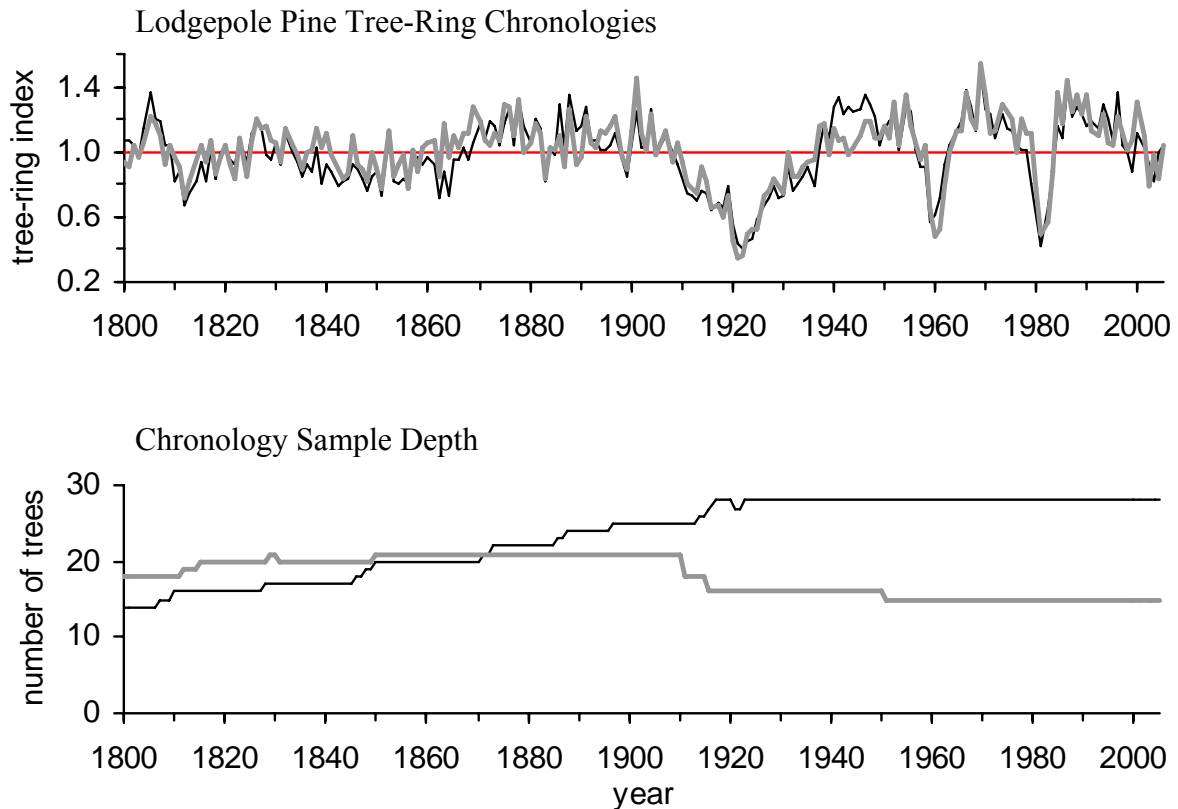 Lodgepole Pine Tree-Ring Chronologies
tree-ring index
1.4
1.0
0.6
0.2
1800 1820 1840 1860 1880 1900 1920 1940 1960 1980 2000
Chronology Sample Depth
number of trees
30
20
10
0
1800 1820 1840 1860 1880 1900 1920 1940 1960 1980 2000
year